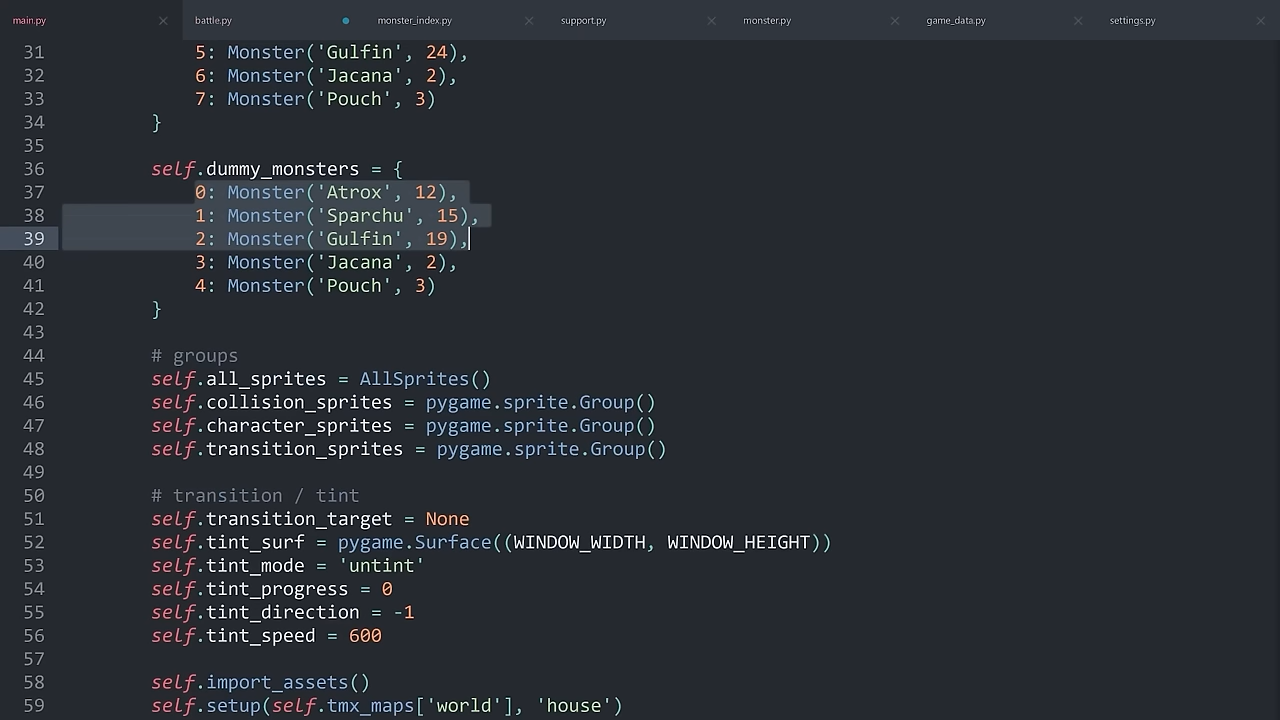 main.py battle.py monster_index.py support.py monster.py game_data.py settings.py
31 5: Monster('Gulfin', 24),
32 6: Monster('Jacana', 2),
33 7: Monster('Pouch', 3)
34 }
35
36 self.dummy_monsters = {
37 0: Monster('Atrox', 12),
38 1: Monster('Sparchu', 15),
39 2: Monster('Gulfin', 19),
40 3: Monster('Jacana', 2),
41 4: Monster('Pouch', 3)
42 }
43
44 # groups
45 self.all_sprites = AllSprites()
46 self.collision_sprites = pygame.sprite.Group()
47 self.character_sprites = pygame.sprite.Group()
48 self.transition_sprites = pygame.sprite.Group()
49
50 # transition / tint
51 self.transition_target = None
52 self.tint_surf = pygame.Surface((WINDOW_WIDTH, WINDOW_HEIGHT))
53 self.tint_mode = 'untint'
54 self.tint_progress = 0
55 self.tint_direction = -1
56 self.tint_speed = 600
57
58 self.import_assets()
59 self.setup(self.tmx_maps['world'], 'house')